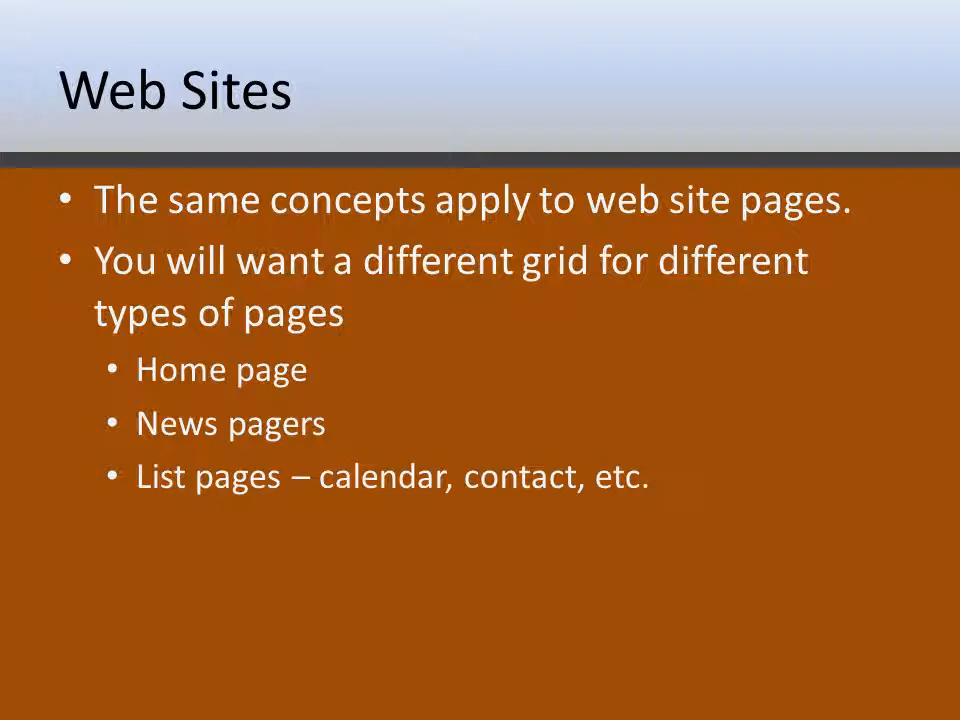 Web Sites
• The same concepts apply to web site pages.
• You will want a different grid for different
types of pages
• Home page
• News pagers
• List pages – calendar, contact, etc.